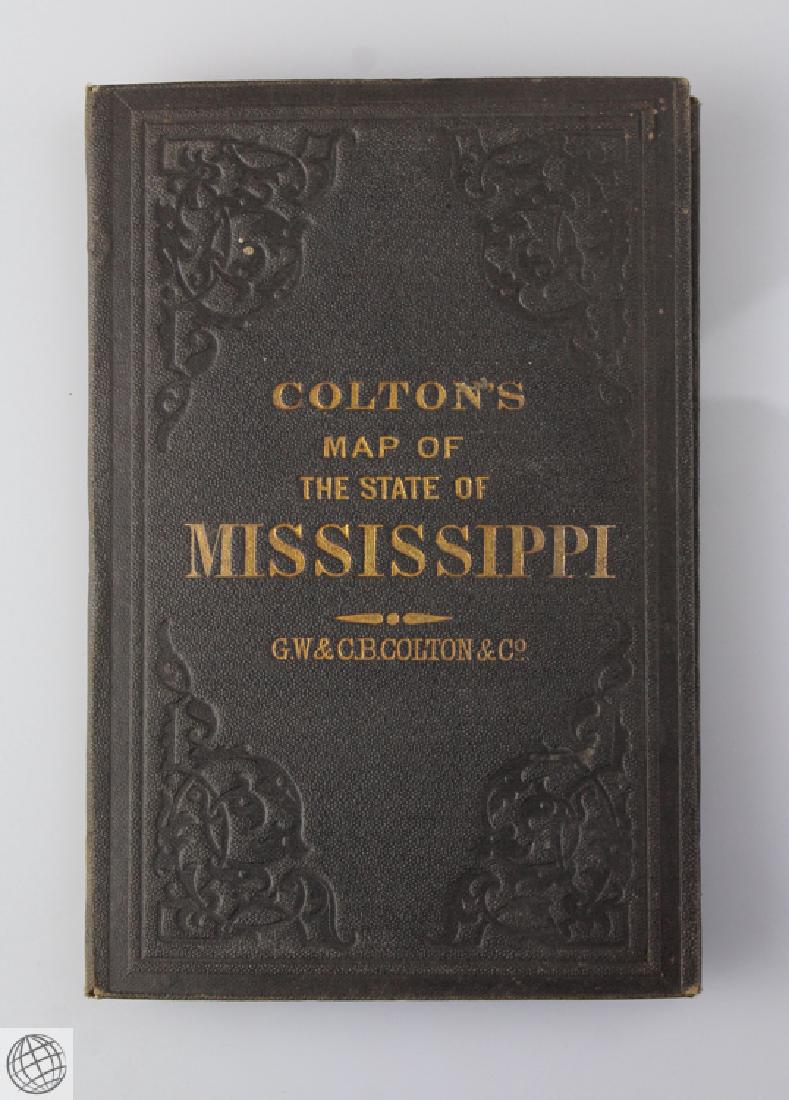 COLTON'S
MAP OF
THE STATE OF
MISSISSIPPI
G.W & C.B. COLTON & Cº.